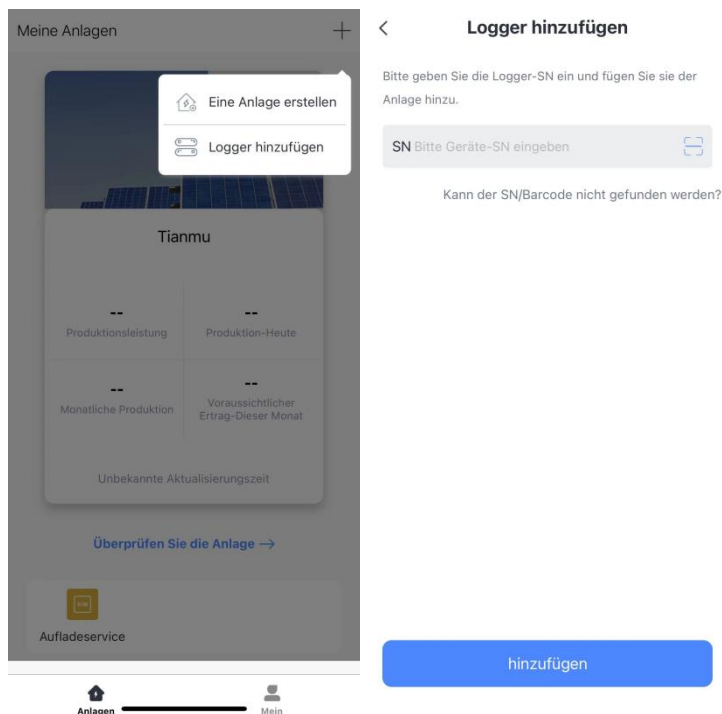 Meine Anlagen
Eine Anlage erstellen
Logger hinzufügen
Tianmu
--
--
Produktionsleistung
Produktion-Heute
--
--
Monatliche Produktion
Voraussichtlicher
Ertrag-Dieser Monat
Unbekannte Aktualisierungszeit
Überprüfen Sie die Anlage →
Aufladeservice
Anlagen
Mein
Logger hinzufügen
Bitte geben Sie die Logger-SN ein und fügen Sie sie der
Anlage hinzu.
SN Bitte Geräte-SN eingeben
Kann der SN/Barcode nicht gefunden werden?
hinzufügen